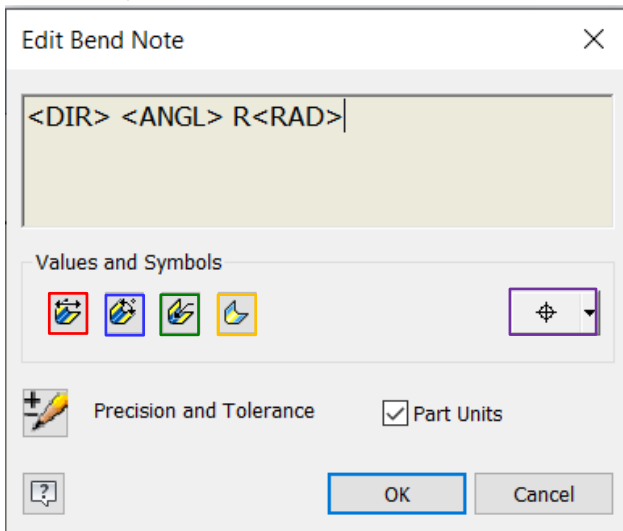 Edit Bend Note
<DIR> <ANGL> R<RAD>
Values and Symbols
Precision and Tolerance
Part Units
OK
Cancel